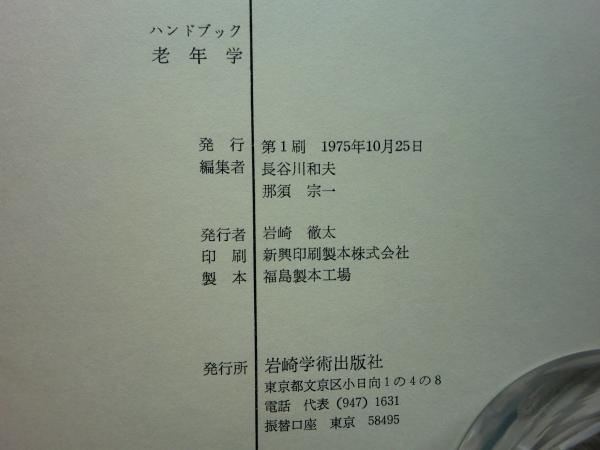 ハンドブック
老年学
発行 第1刷 1975年10月25日
編集者 長谷川和夫
那須 宗一
発行者 岩崎 徹太
印刷 新興印刷製本株式会社
製本 福島製本工場
発行所 岩崎学術出版社
東京都文京区小日向1の4の8
電話 代表 (947) 1631
振替口座 東京 58495